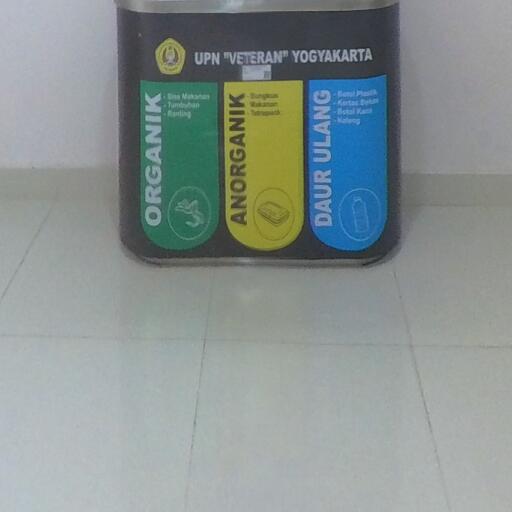 UPN "VETERAN" YOGYAKARTA
ORGANIK
- Sisa Makanan
- Tumbuhan
- Ranting
ANORGANIK
- Bungkus
Makanan
- Tetrapack
DAUR ULANG
- Botol Plastik
- Kertas Bekas
- Botol Kaca
- Kaleng